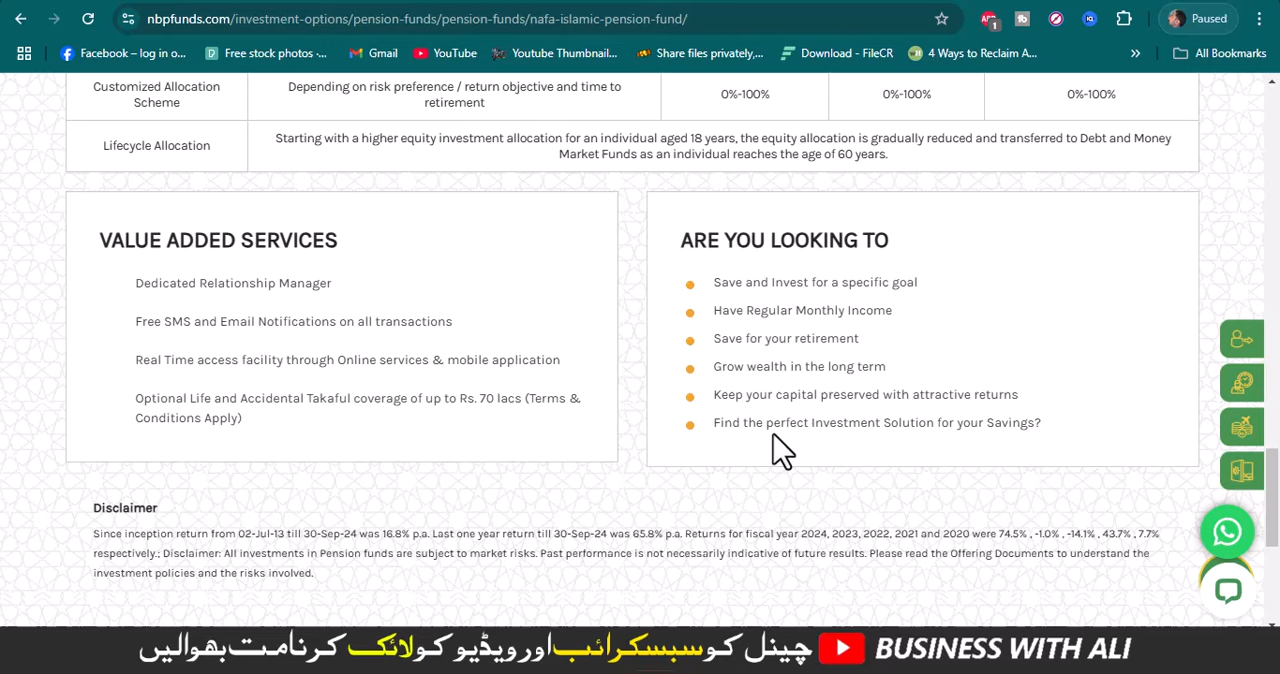 nbpfunds.com/investment-options/pension-funds/pension-funds/nafa-islamic-pension-fund/
Paused
Facebook – log in o...
Free stock photos · ...
Gmail
YouTube
Youtube Thumbnail...
Share files privately,...
Download - FileCR
4 Ways to Reclaim A...
»
All Bookmarks
Customized Allocation
Scheme
Depending on risk preference / return objective and time to
retirement
0%-100%
0%-100%
0%-100%
Lifecycle Allocation
Starting with a higher equity investment allocation for an individual aged 18 years, the equity allocation is gradually reduced and transferred to Debt and Money
Market Funds as an individual reaches the age of 60 years.
VALUE ADDED SERVICES
Dedicated Relationship Manager
Free SMS and Email Notifications on all transactions
Real Time access facility through Online services & mobile application
Optional Life and Accidental Takaful coverage of up to Rs. 70 lacs (Terms &
Conditions Apply)
ARE YOU LOOKING TO
Save and Invest for a specific goal
Have Regular Monthly Income
Save for your retirement
Grow wealth in the long term
Keep your capital preserved with attractive returns
Find the perfect Investment Solution for your Savings?
Disclaimer
Since inception return from 02-Jul-13 till 30-Sep-24 was 16.8% p.a. Last one year return till 30-Sep-24 was 65.8% p.a. Returns for fiscal year 2024, 2023, 2022, 2021 and 2020 were 74.5% , -1.0% , -14.1% , 43.7% , 7.7%
respectively.; Disclaimer: All investments in Pension funds are subject to market risks. Past performance is not necessarily indicative of future results. Please read the Offering Documents to understand the
investment policies and the risks involved.
چینل کو سبسکرائب اور ویڈیو کو لائک کرنا مت بھوالیں
BUSINESS WITH ALI